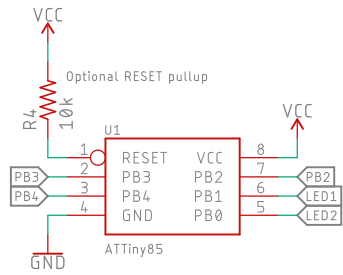 VCC
Optional RESET pullup
R4
10k
VCC
U1
1 RESET VCC 8
PB3 2 PB3 PB2 7 PB2
PB4 3 PB4 PB1 6 LED1
4 GND PB0 5 LED2
ATTiny85
GND